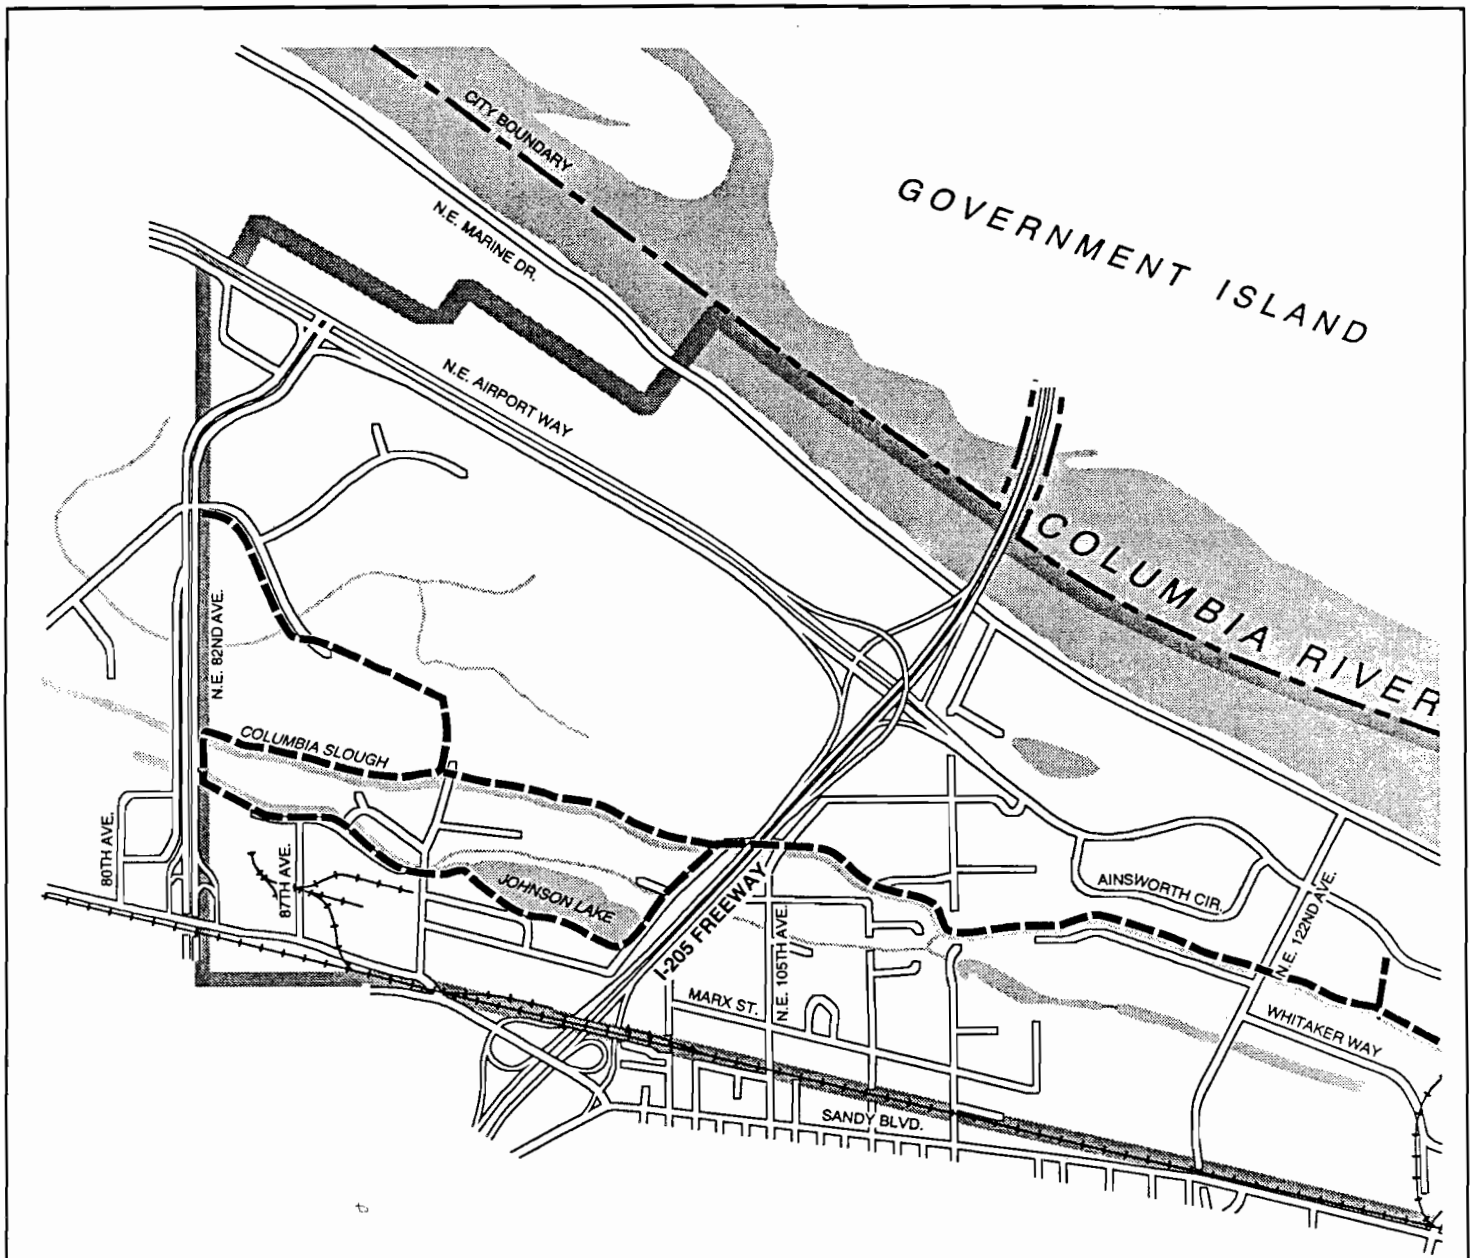 CITY BOUNDARY
GOVERNMENT ISLAND
N.E. MARINE DR.
N.E. AIRPORT WAY
COLUMBIA RIVER
N.E. 82ND AVE.
COLUMBIA SLOUGH
80TH AVE.
87TH AVE.
JOHNSON LAKE
I-205 FREEWAY
N.E. 105TH AVE.
AINSWORTH CIR.
N.E. 122ND AVE.
MARX ST.
WHITAKER WAY
SANDY BLVD.